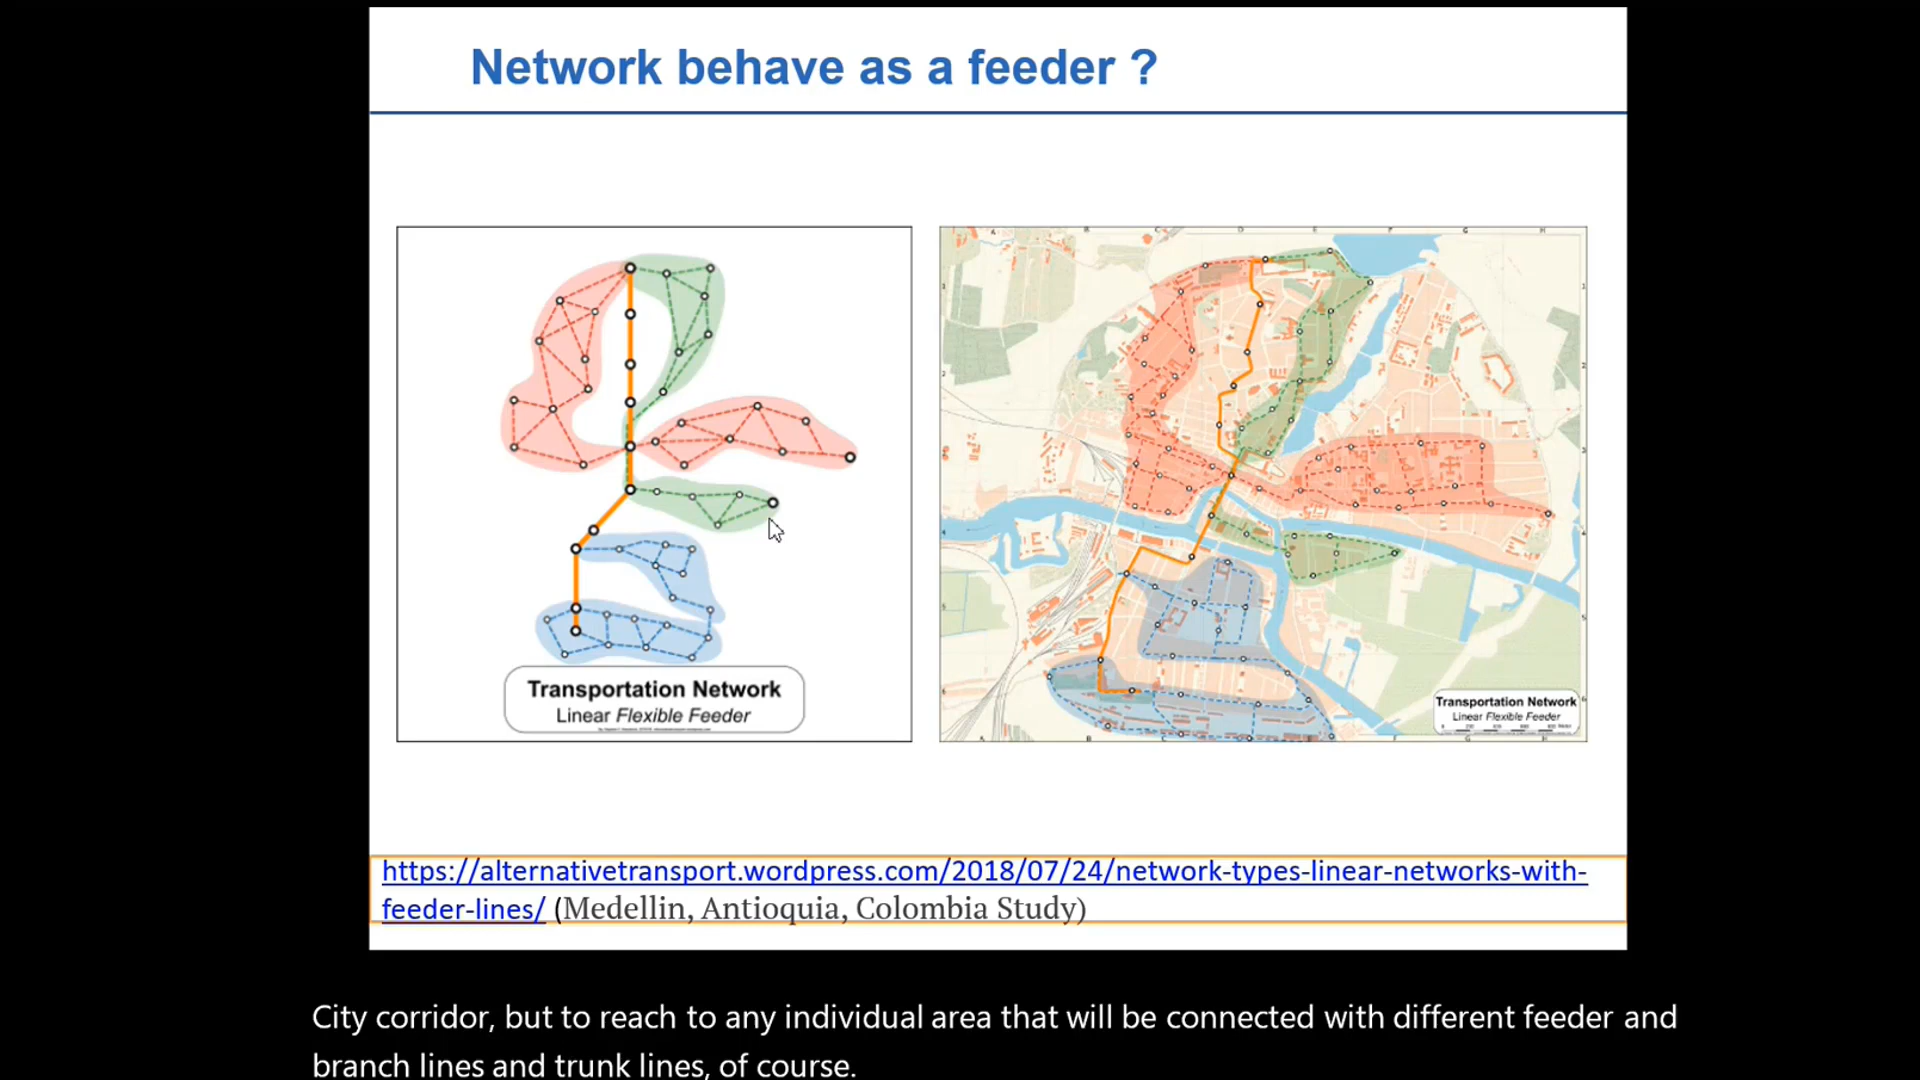 Network behave as a feeder ?
Transportation Network
Linear Flexible Feeder
Transportation Network
Linear Flexible Feeder
https://alternativetransport.wordpress.com/2018/07/24/network-types-linear-networks-with-
feeder-lines/ (Medellin, Antioquia, Colombia Study)
City corridor, but to reach to any individual area that will be connected with different feeder and
branch lines and trunk lines, of course.